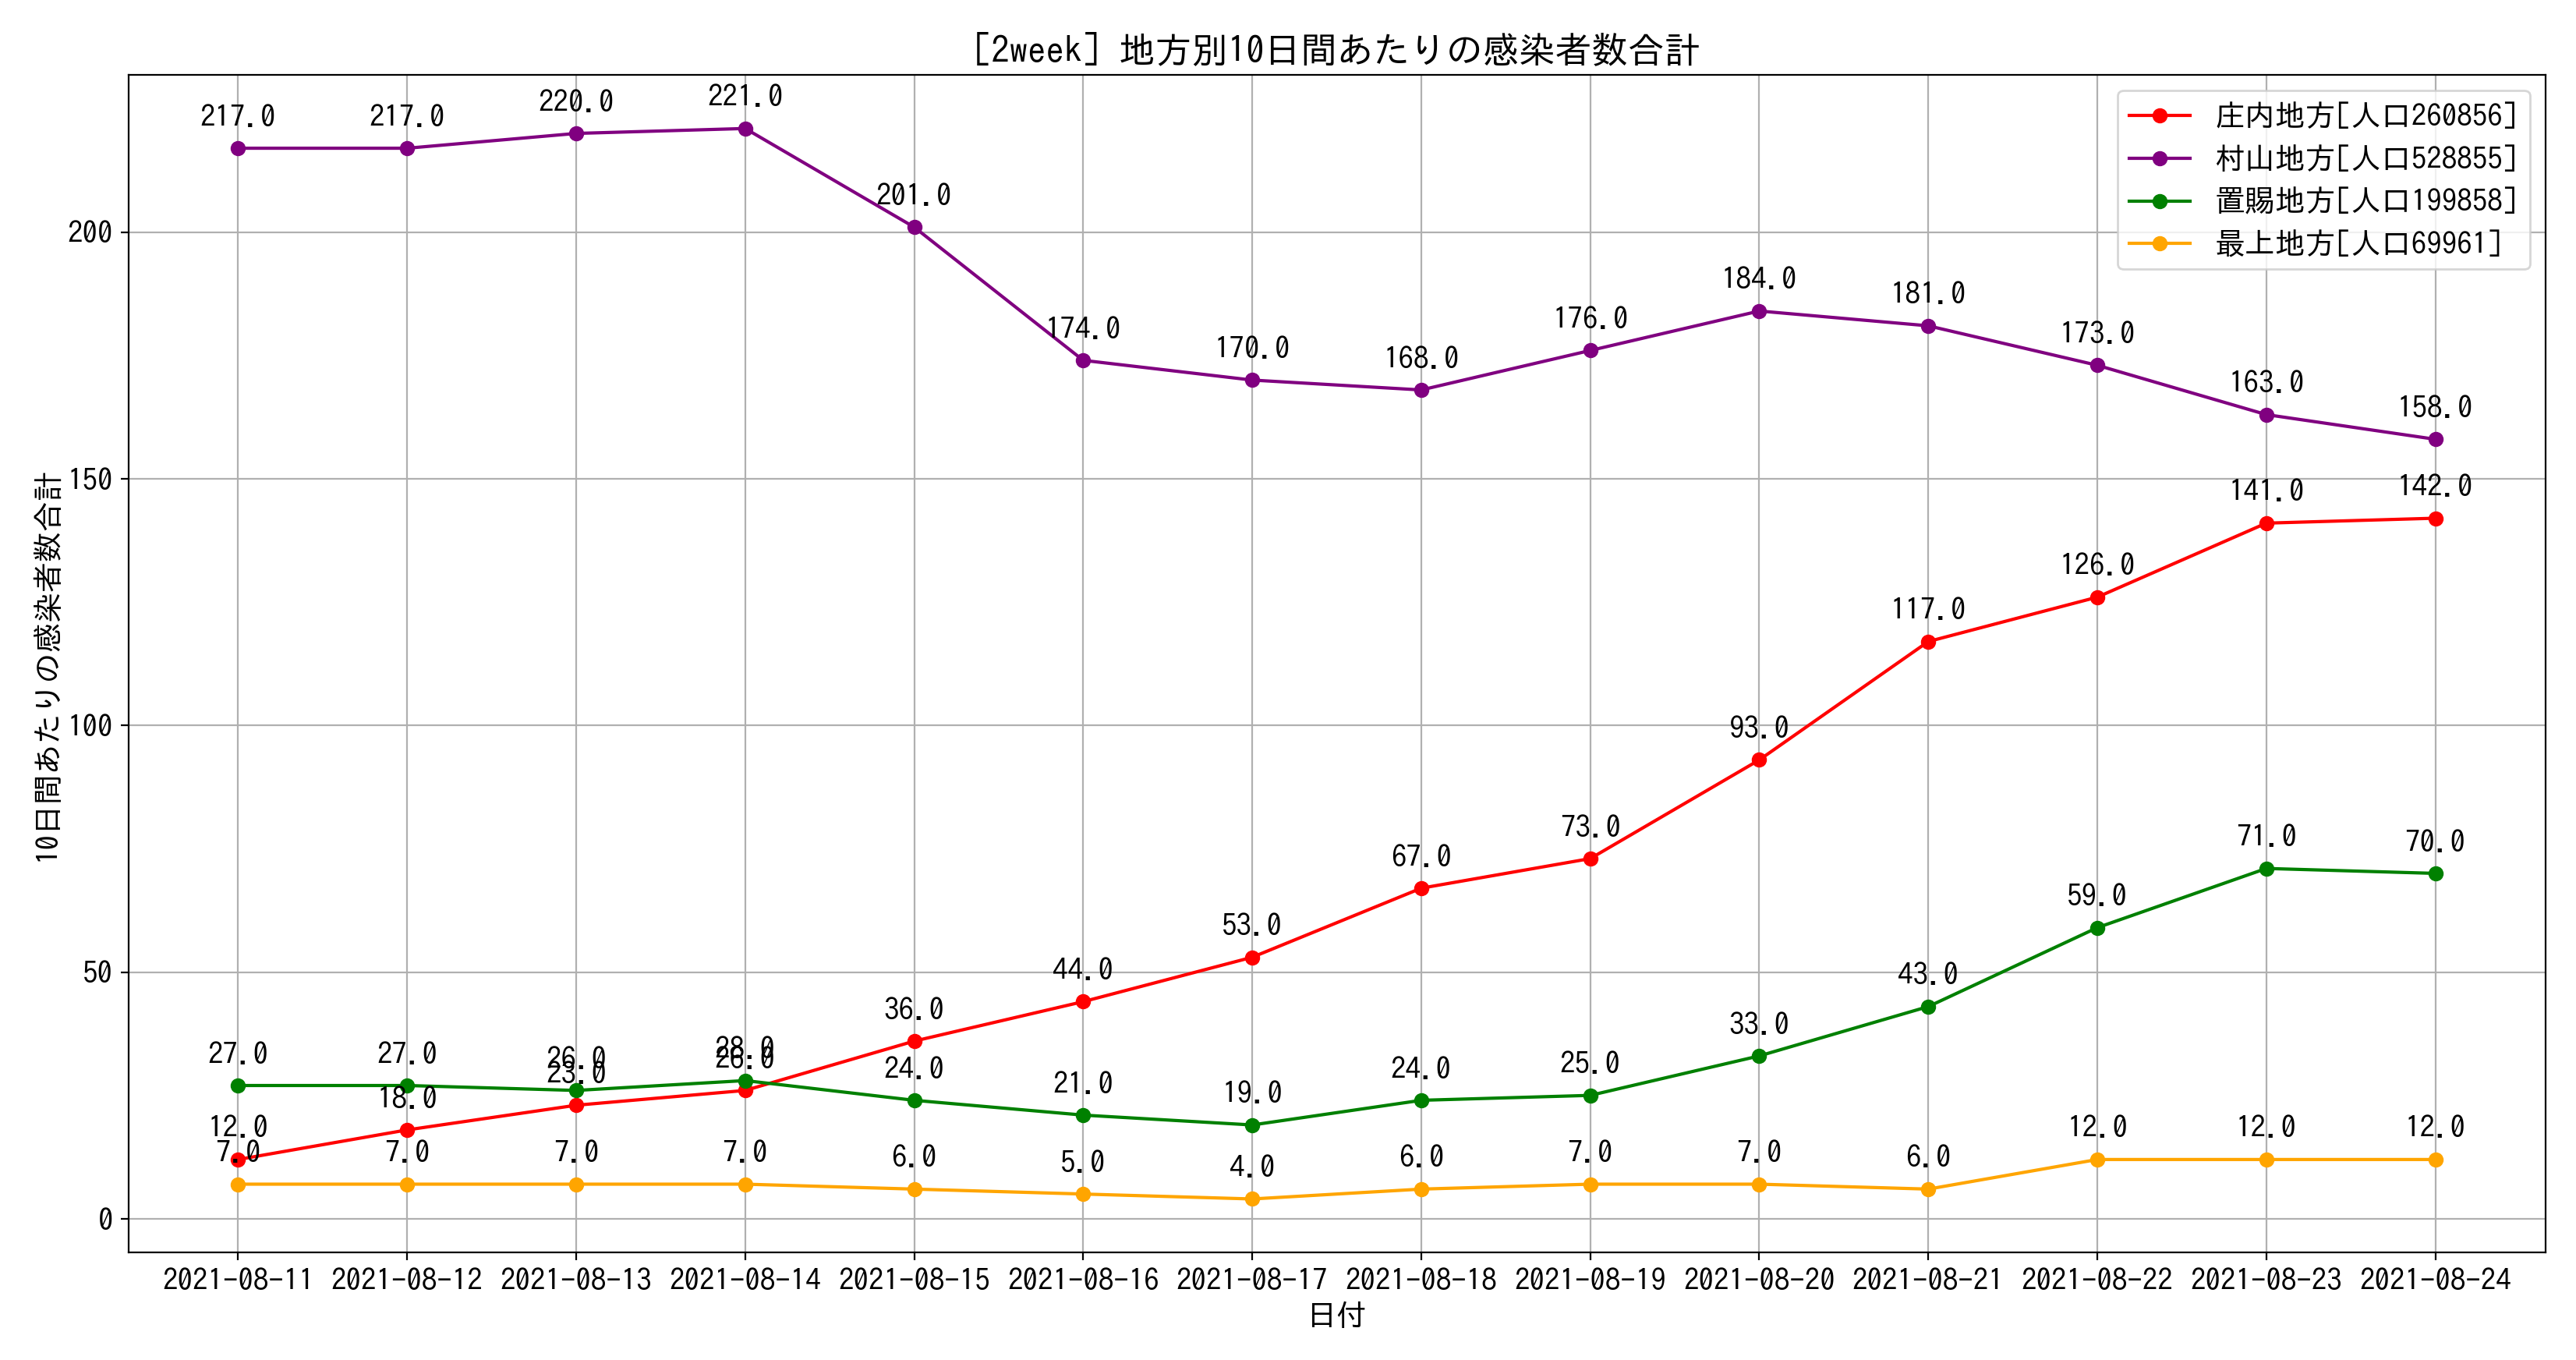 [2week] 地方別10日間あたりの感染者数合計
10日間あたりの感染者数合計
200
150
100
50
0
庄内地方[人口260856]
村山地方[人口528855]
置賜地方[人口199858]
最上地方[人口69961]
217.0 217.0 220.0 221.0 201.0 174.0 170.0 168.0 176.0 184.0 181.0 173.0 163.0 158.0
12.0 18.0 23.0 26.0 36.0 44.0 53.0 67.0 73.0 93.0 117.0 126.0 141.0 142.0
27.0 27.0 26.0 28.0 24.0 21.0 19.0 24.0 25.0 33.0 43.0 59.0 71.0 70.0
7.0 7.0 7.0 7.0 6.0 5.0 4.0 6.0 7.0 7.0 6.0 12.0 12.0 12.0
2021-08-11 2021-08-12 2021-08-13 2021-08-14 2021-08-15 2021-08-16 2021-08-17 2021-08-18 2021-08-19 2021-08-20 2021-08-21 2021-08-22 2021-08-23 2021-08-24
日付